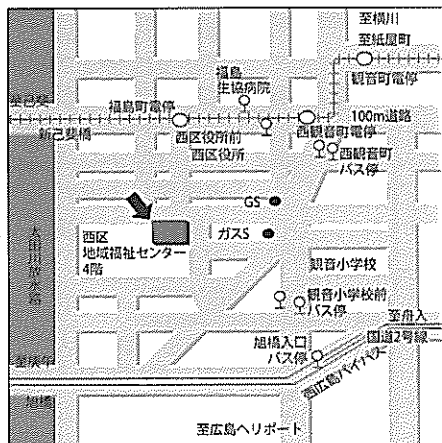 至横川
至紙屋町
観音町電停
福島
生協病院
至己斐
福島町電停
100m道路
新己斐橋
西区役所前
西区役所
西観音町電停
西観音町
バス停
GS
西区
地域福祉センター
4階
ガスS
太田川放水路
観音小学校
観音小学校前
バス停
至舟入
旭橋入口
バス停
国道2号線
至庚午
西広島バイパス
旭橋
至広島ヘリポート